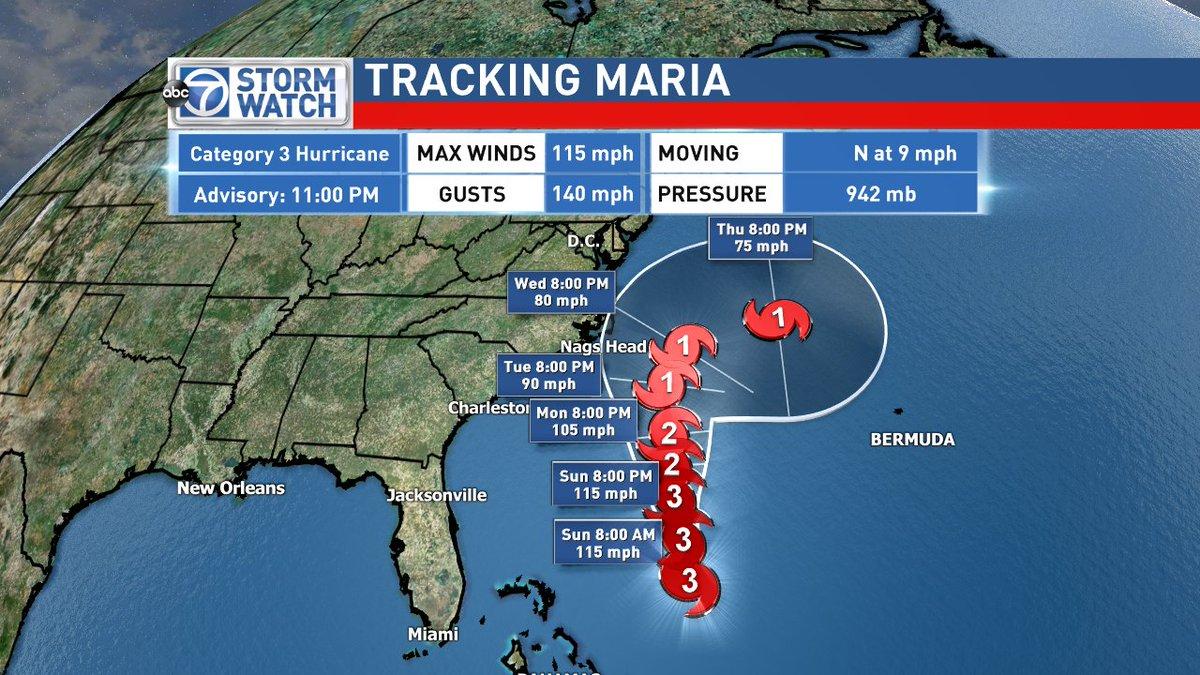 abc 7 STORM
WATCH
TRACKING MARIA
Category 3 Hurricane
MAX WINDS
115 mph
MOVING
N at 9 mph
Advisory: 11:00 PM
GUSTS
140 mph
PRESSURE
942 mb
Thu 8:00 PM
75 mph
D.C.
Wed 8:00 PM
80 mph
1
Nags Head
1
Tue 8:00 PM
90 mph
1
Charlesto
Mon 8:00 PM
105 mph
2
BERMUDA
2
Sun 8:00 PM
115 mph
3
New Orleans
Jacksonville
Sun 8:00 AM
115 mph
3
3
Miami